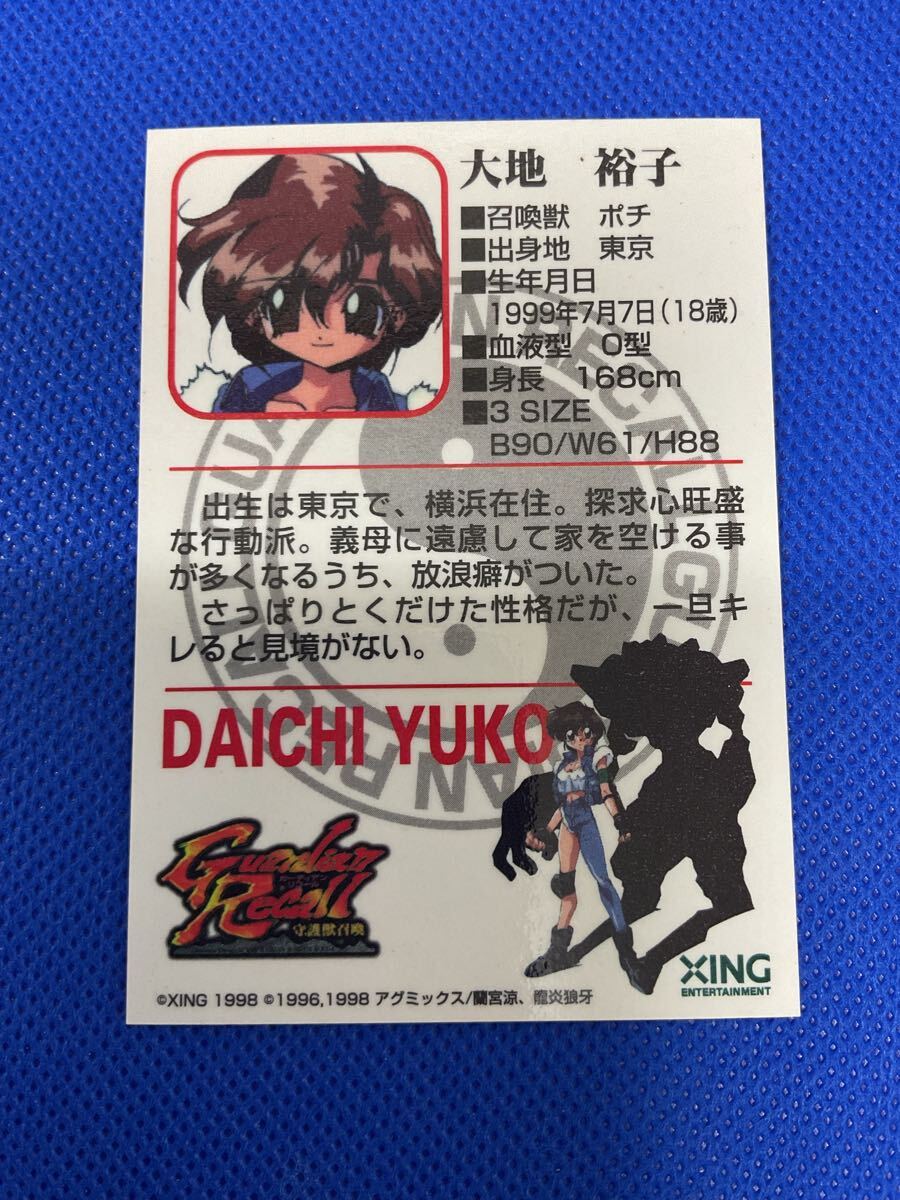 大地 裕子
■召喚獣 ポチ
■出身地 東京
■生年月日
1999年7月7日(18歳)
■血液型 O型
■身長 168cm
■3 SIZE
B90/W61/H88
出生は東京で、横浜在住。探求心旺盛
な行動派。義母に遠慮して家を空ける事
が多くなるうち、放浪癖がついた。
さっぱりとくだけた性格だが、一旦キ
レると見境がない。
DAICHI YUKO
Guardian
Recall
守護獣召喚
XING
ENTERTAINMENT
©XING 1998 ©1996,1998 アグミックス/蘭宮涼、龍炎狼牙